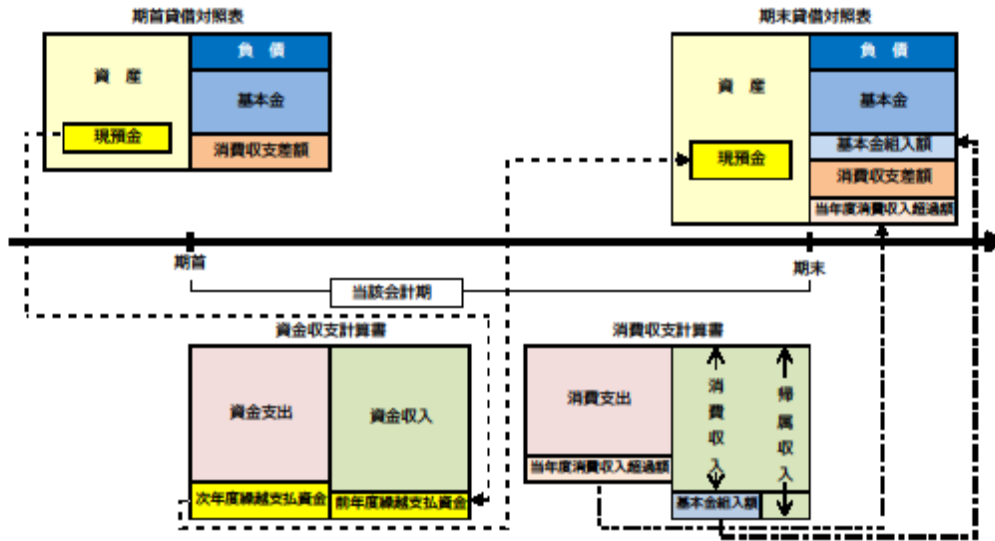 期首貸借対照表
資 産
現預金
負 債
基本金
消費収支差額
期末貸借対照表
資 産
現預金
負 債
基本金
基本金組入額
消費収支差額
当年度消費収入超過額
期首
期末
当該会計期
資金収支計算書
資金支出
次年度繰越支払資金
資金収入
前年度繰越支払資金
消費収支計算書
消費支出
当年度消費収入超過額
消費収入
帰属収入
基本金組入額